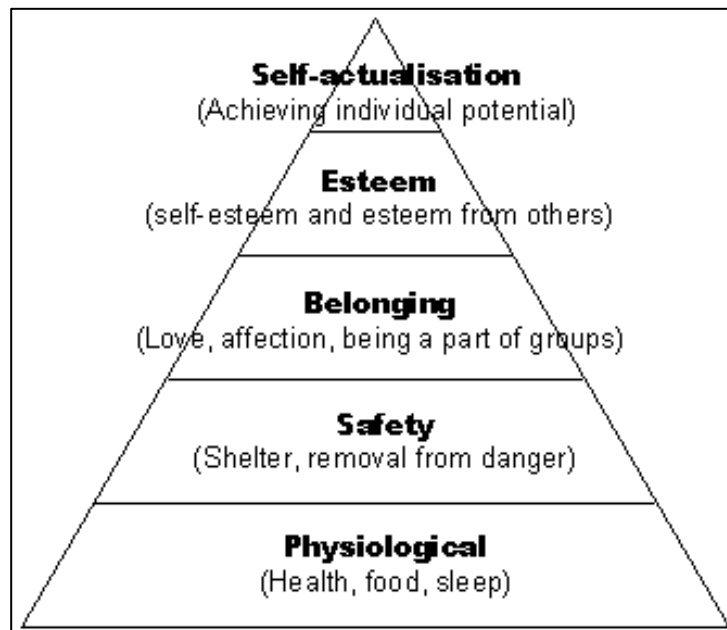 Self-actualisation
(Achieving individual potential)
Esteem
(self-esteem and esteem from others)
Belonging
(Love, affection, being a part of groups)
Safety
(Shelter, removal from danger)
Physiological
(Health, food, sleep)